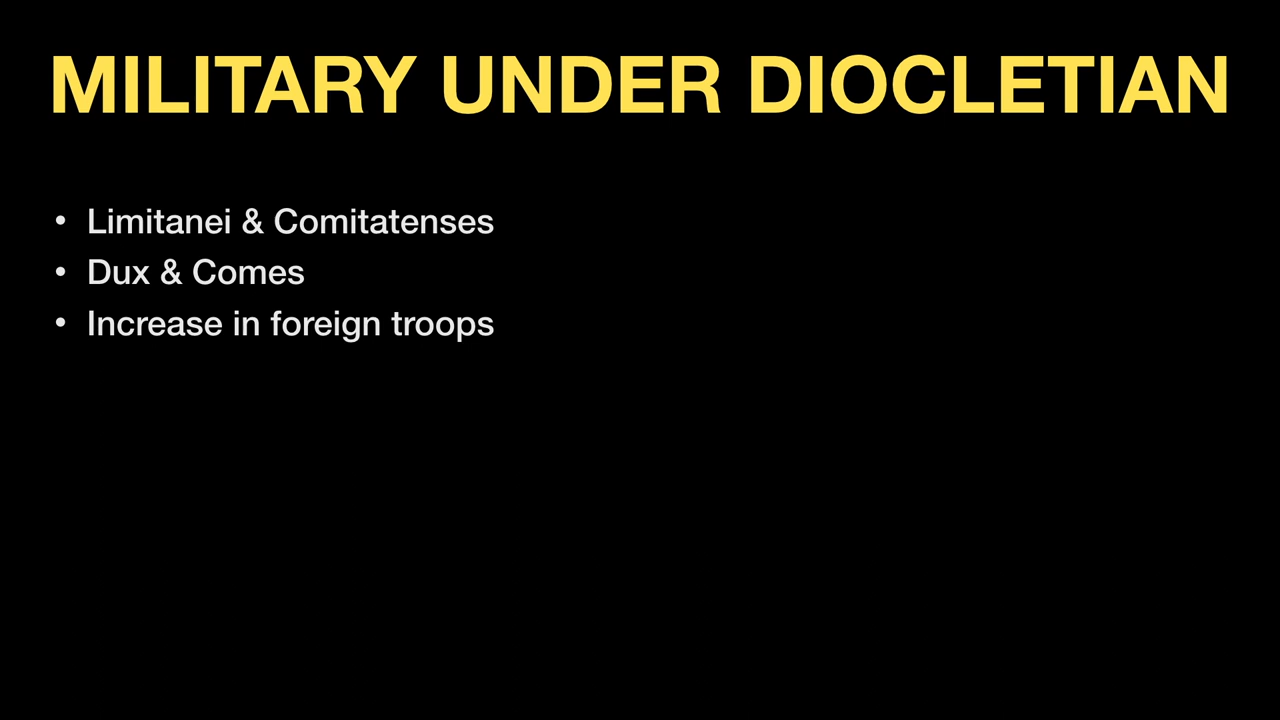 MILITARY UNDER DIOCLETIAN
• Limitanei & Comitatenses
• Dux & Comes
• Increase in foreign troops